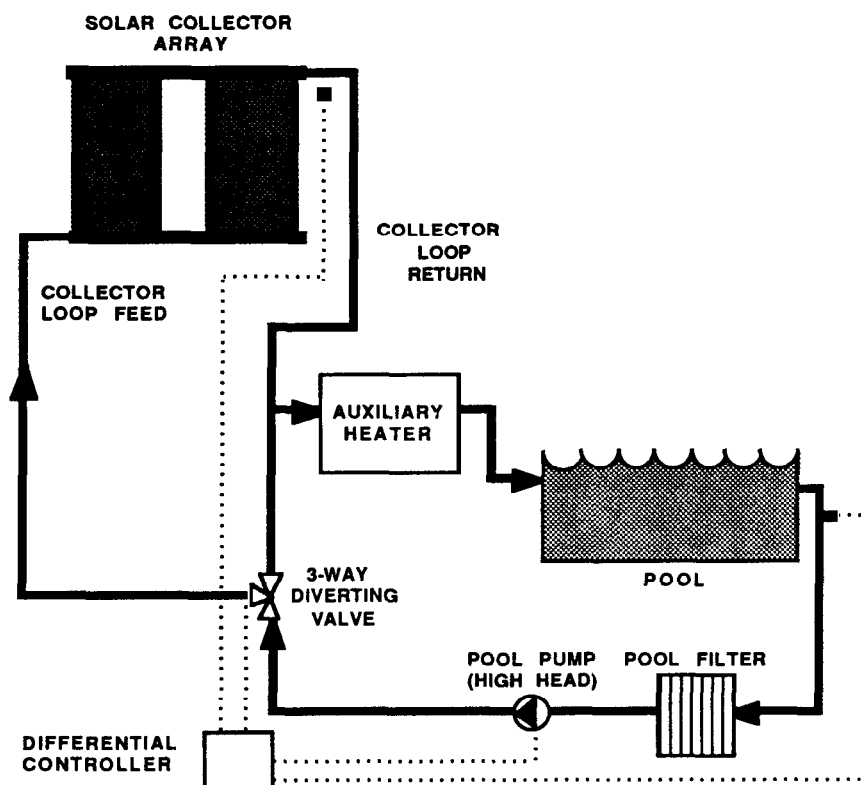 SOLAR COLLECTOR
ARRAY
COLLECTOR
LOOP
RETURN
COLLECTOR
LOOP FEED
AUXILIARY
HEATER
3-WAY
DIVERTING
VALVE
POOL
POOL PUMP
(HIGH HEAD)
POOL FILTER
DIFFERENTIAL
CONTROLLER